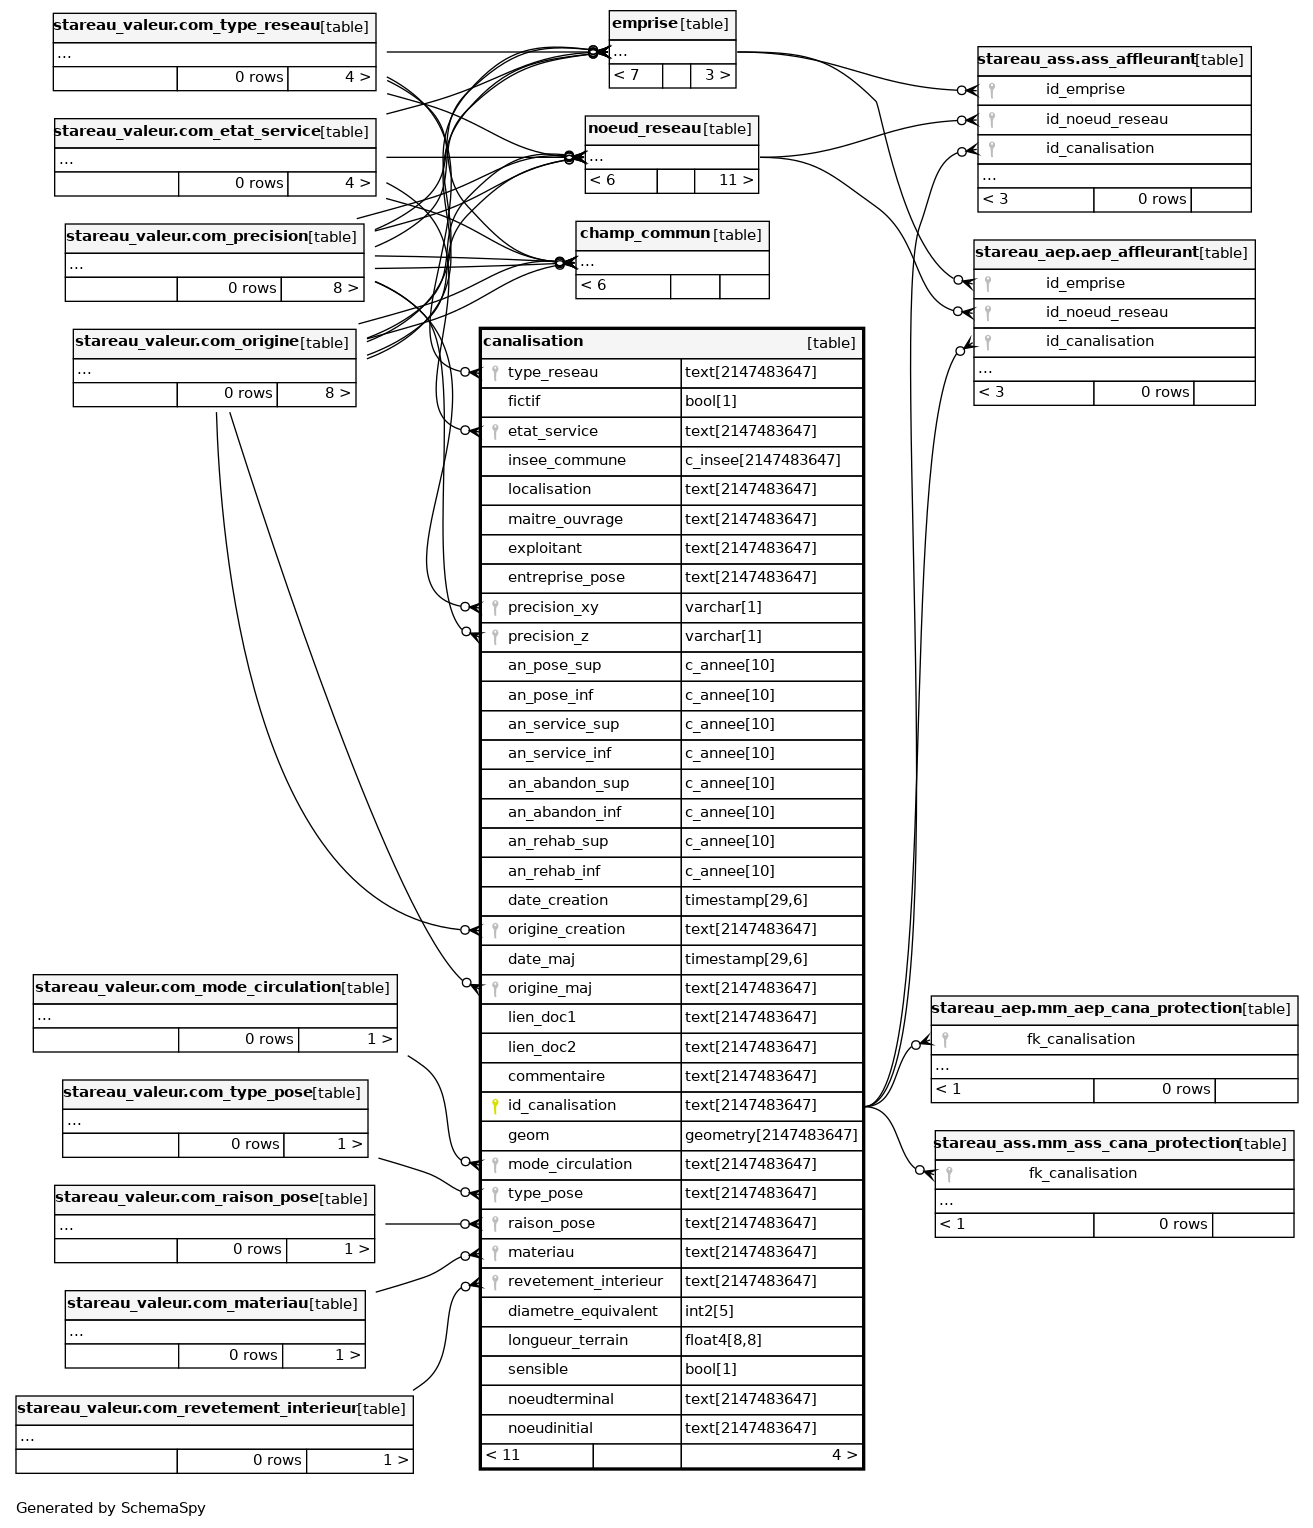 stareau_valeur.com_type_reseau [table]
...
0 rows 4 >
stareau_valeur.com_etat_service [table]
...
0 rows 4 >
stareau_valeur.com_precision [table]
...
0 rows 8 >
stareau_valeur.com_origine [table]
...
0 rows 8 >
emprise [table]
...
< 7 3 >
noeud_reseau [table]
...
< 6 11 >
champ_commun [table]
...
< 6
stareau_ass.ass_affleurant [table]
id_emprise
id_noeud_reseau
id_canalisation
...
< 3 0 rows
stareau_aep.aep_affleurant [table]
id_emprise
id_noeud_reseau
id_canalisation
...
< 3 0 rows
canalisation [table]
type_reseau text[2147483647]
fictif bool[1]
etat_service text[2147483647]
insee_commune c_insee[2147483647]
localisation text[2147483647]
maitre_ouvrage text[2147483647]
exploitant text[2147483647]
entreprise_pose text[2147483647]
precision_xy varchar[1]
precision_z varchar[1]
an_pose_sup c_annee[10]
an_pose_inf c_annee[10]
an_service_sup c_annee[10]
an_service_inf c_annee[10]
an_abandon_sup c_annee[10]
an_abandon_inf c_annee[10]
an_rehab_sup c_annee[10]
an_rehab_inf c_annee[10]
date_creation timestamp[29,6]
origine_creation text[2147483647]
date_maj timestamp[29,6]
origine_maj text[2147483647]
lien_doc1 text[2147483647]
lien_doc2 text[2147483647]
commentaire text[2147483647]
id_canalisation text[2147483647]
geom geometry[2147483647]
mode_circulation text[2147483647]
type_pose text[2147483647]
raison_pose text[2147483647]
materiau text[2147483647]
revetement_interieur text[2147483647]
diametre_equivalent int2[5]
longueur_terrain float4[8,8]
sensible bool[1]
noeudterminal text[2147483647]
noeudinitial text[2147483647]
< 11 4 >
stareau_valeur.com_mode_circulation [table]
...
0 rows 1 >
stareau_valeur.com_type_pose [table]
...
0 rows 1 >
stareau_valeur.com_raison_pose [table]
...
0 rows 1 >
stareau_valeur.com_materiau [table]
...
0 rows 1 >
stareau_valeur.com_revetement_interieur [table]
...
0 rows 1 >
stareau_aep.mm_aep_cana_protection [table]
fk_canalisation
...
< 1 0 rows
stareau_ass.mm_ass_cana_protection [table]
fk_canalisation
...
< 1 0 rows
Generated by SchemaSpy